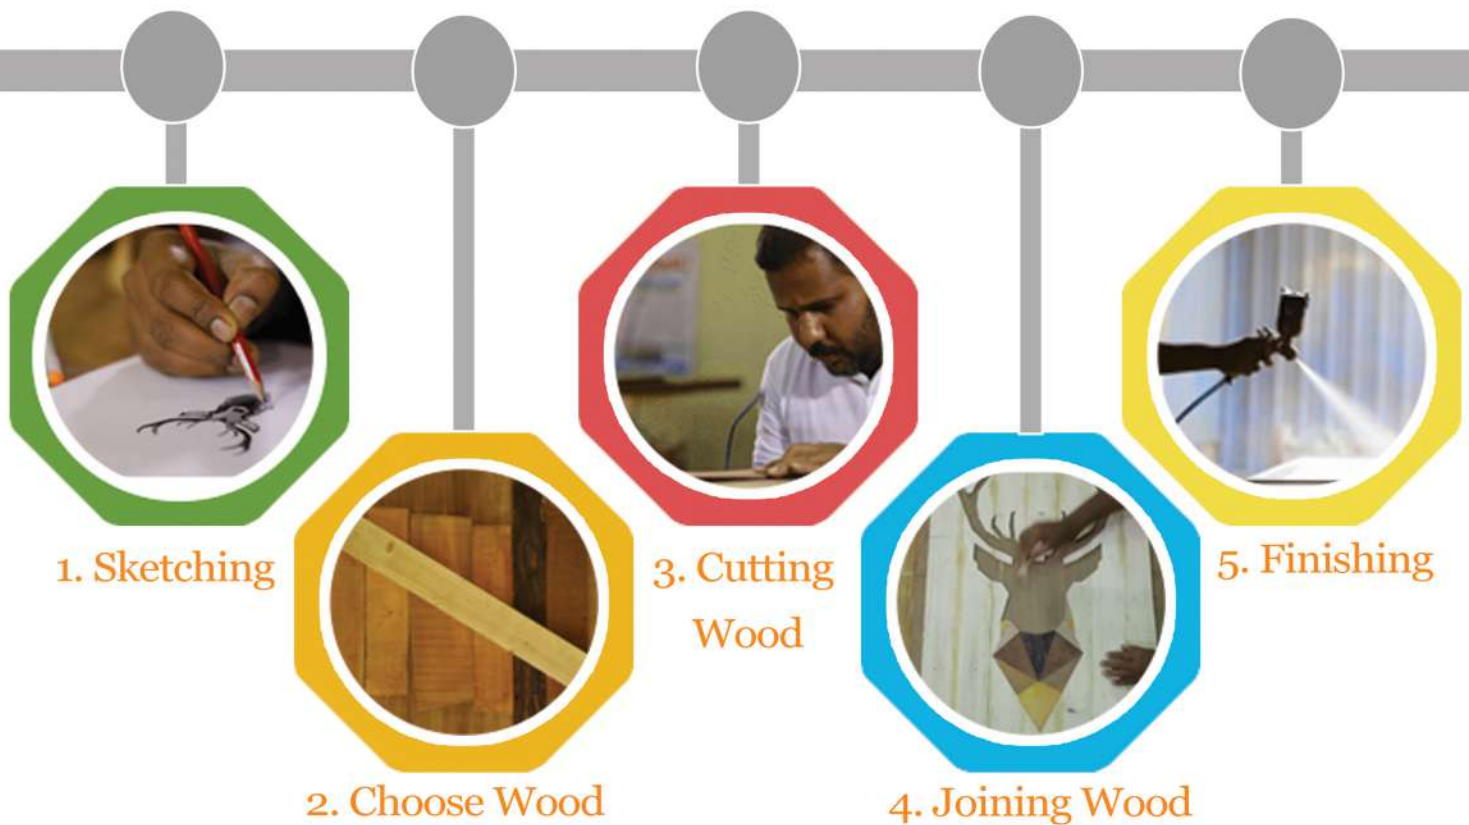 1. Sketching
2. Choose Wood
3. Cutting
Wood
4. Joining Wood
5. Finishing